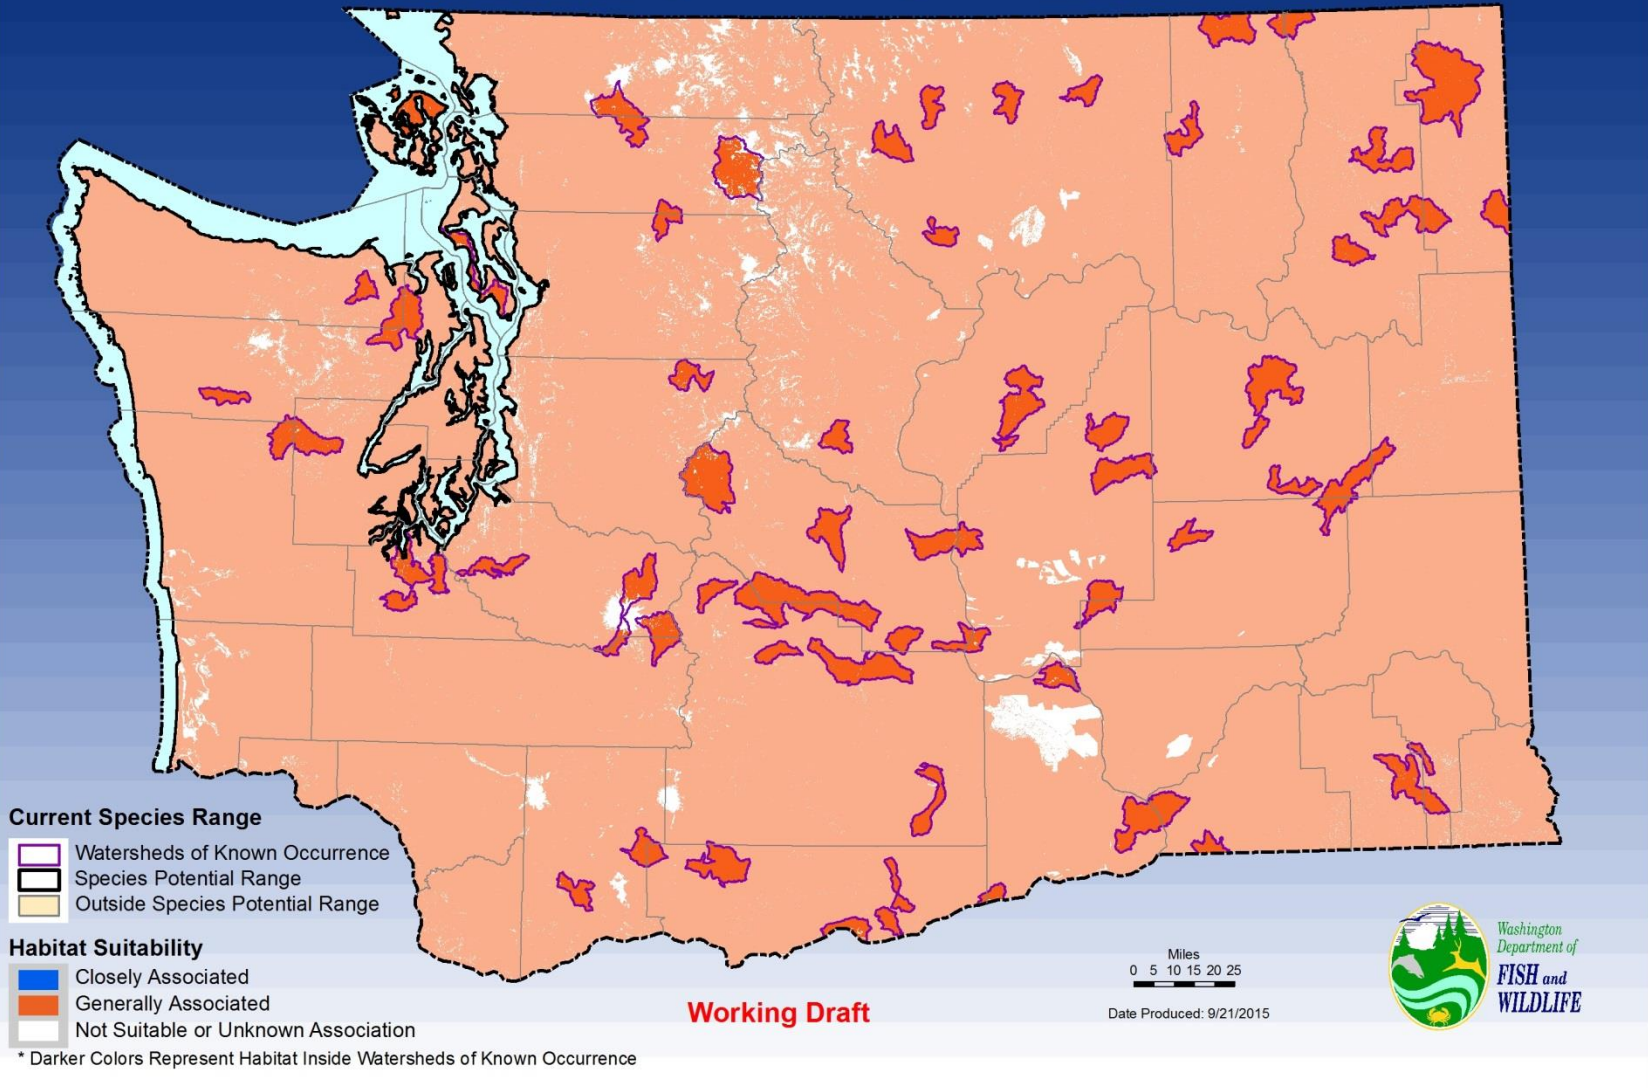 Current Species Range
Watersheds of Known Occurrence
Species Potential Range
Outside Species Potential Range
Habitat Suitability
Closely Associated
Generally Associated
Not Suitable or Unknown Association
* Darker Colors Represent Habitat Inside Watersheds of Known Occurrence
Working Draft
Miles
0 5 10 15 20 25
Date Produced: 9/21/2015
Washington
Department of
FISH and
WILDLIFE